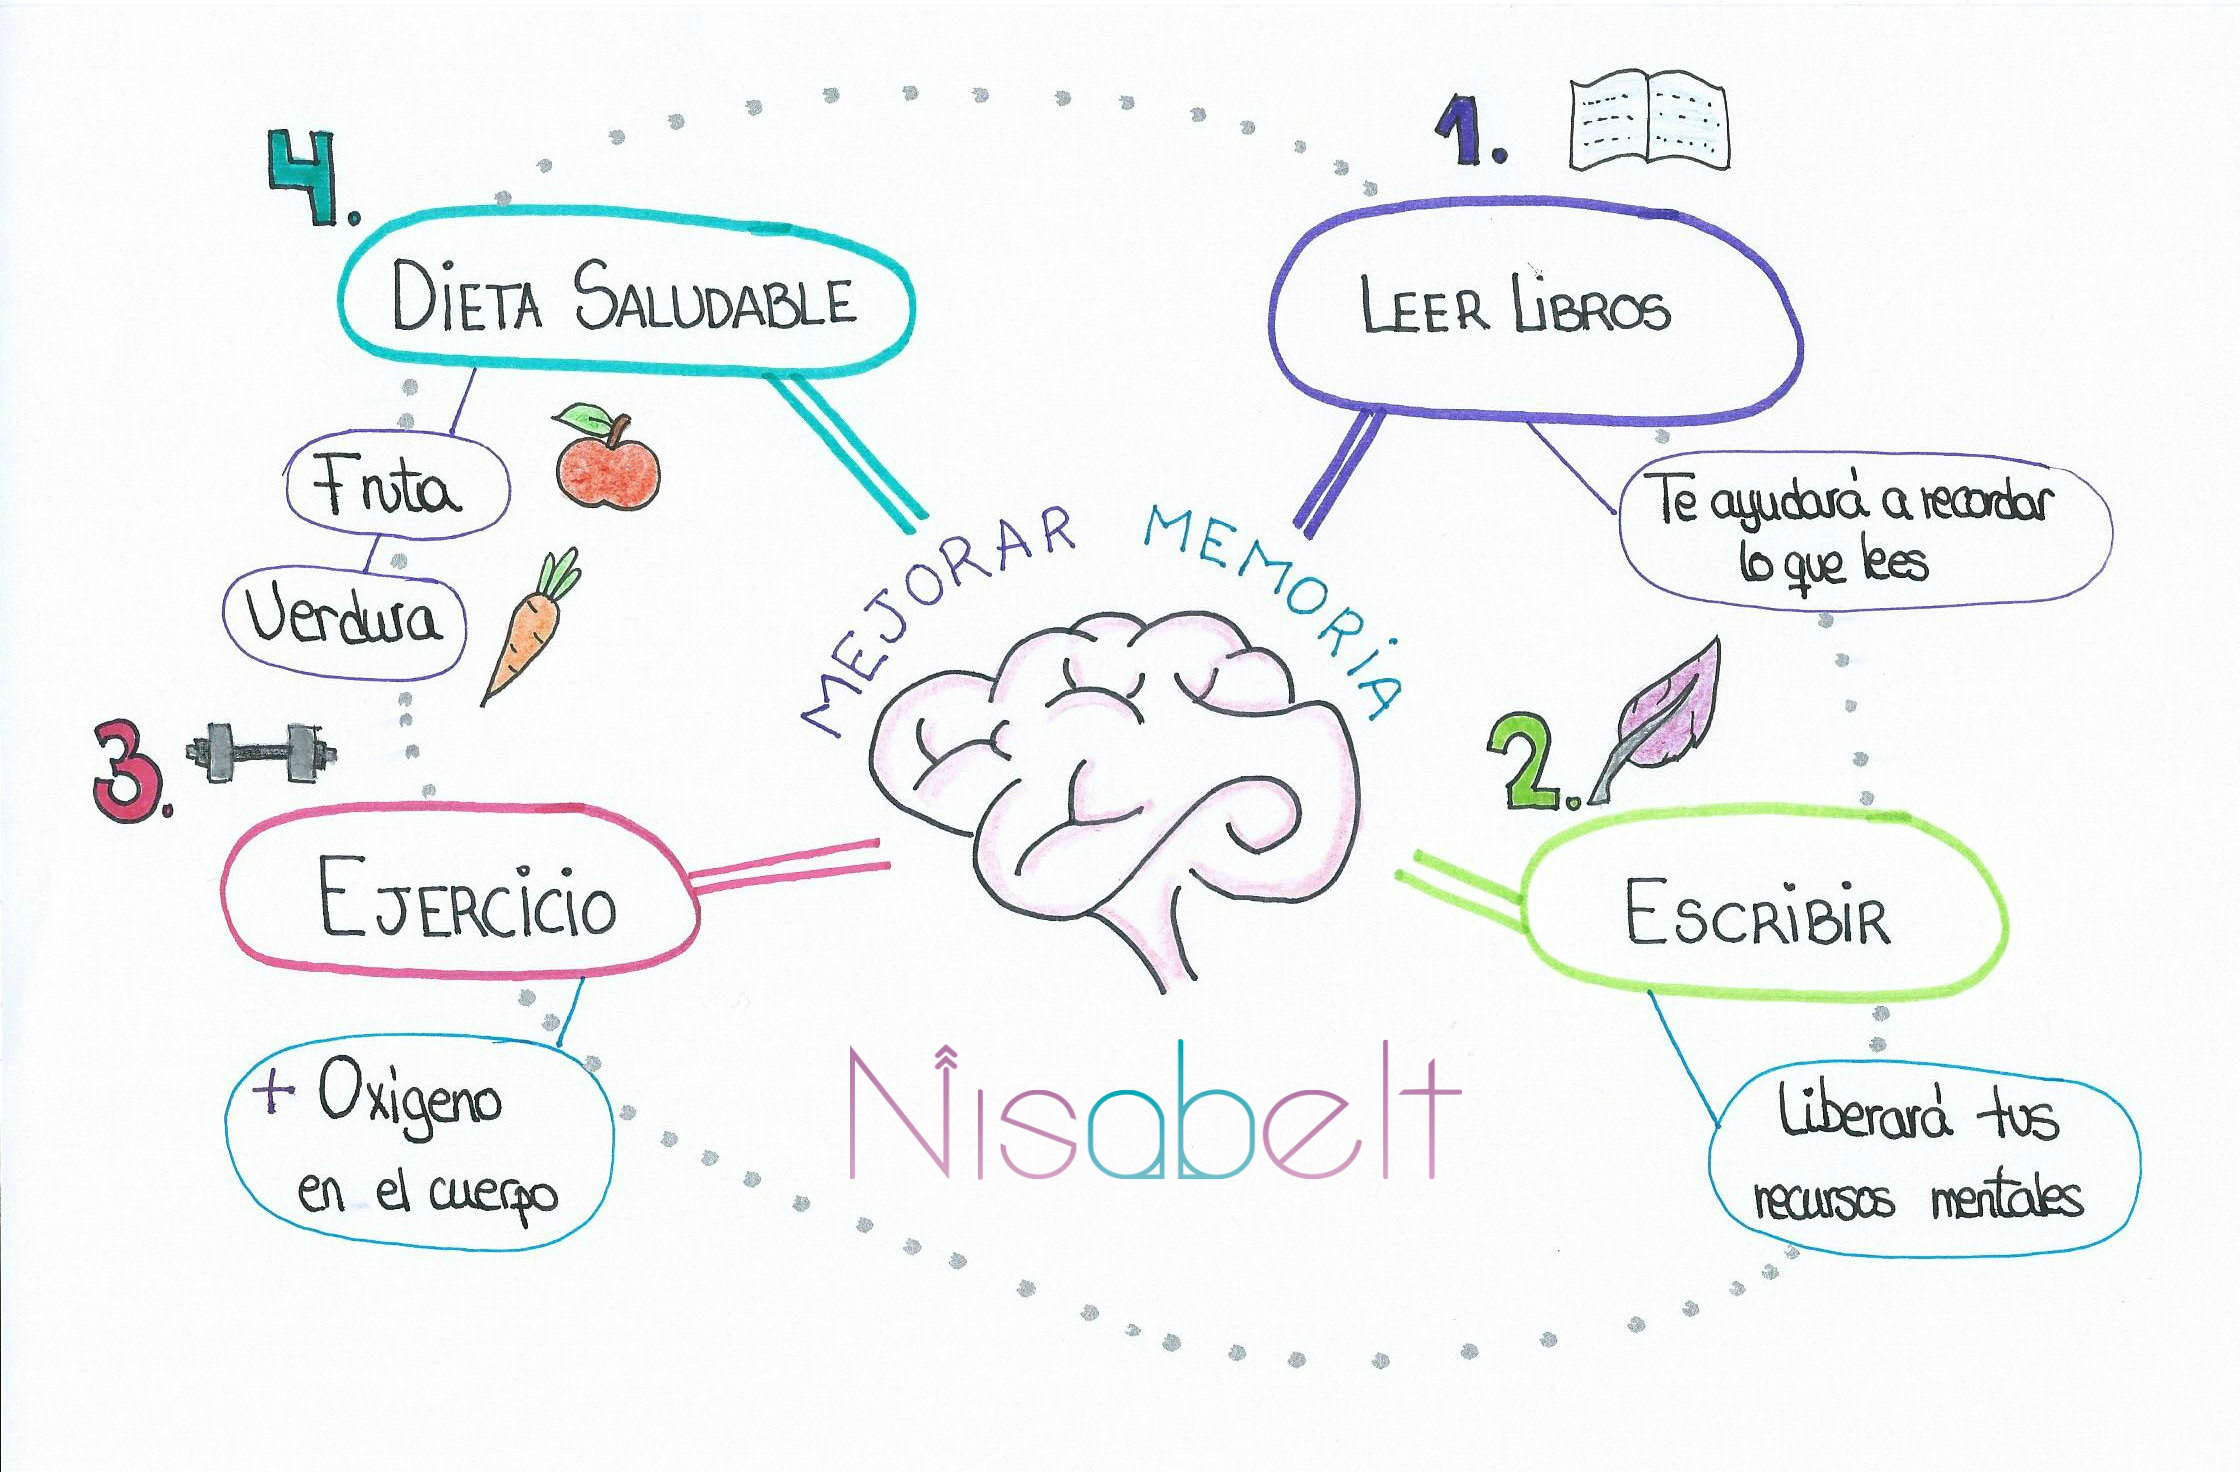 MEJORAR MEMORIA
1.
LEER LIBROS
Te ayudará a recordar
lo que lees
2.
ESCRIBIR
Liberará tus
recursos mentales
3.
EJERCICIO
+ Oxigeno
en el cuerpo
4.
DIETA SALUDABLE
Fruta
Verdura
Nisabelt